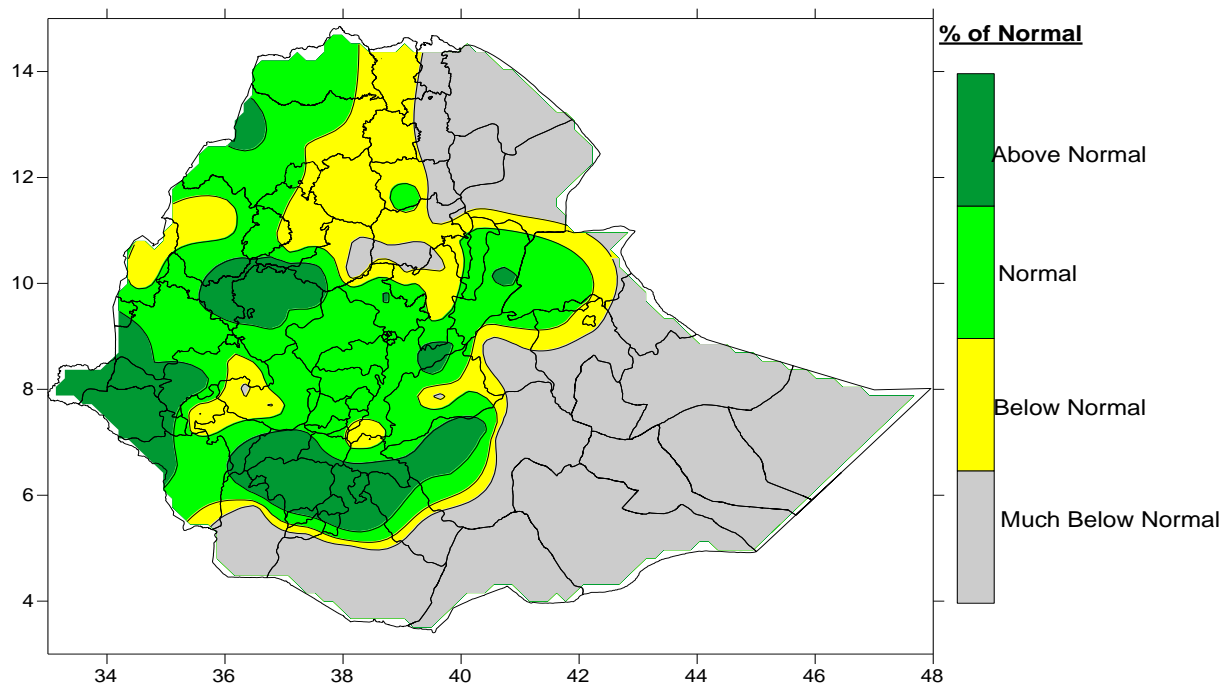 % of Normal
14
12
10
8
6
4
34 36 38 40 42 44 46 48
Above Normal
Normal
Below Normal
Much Below Normal